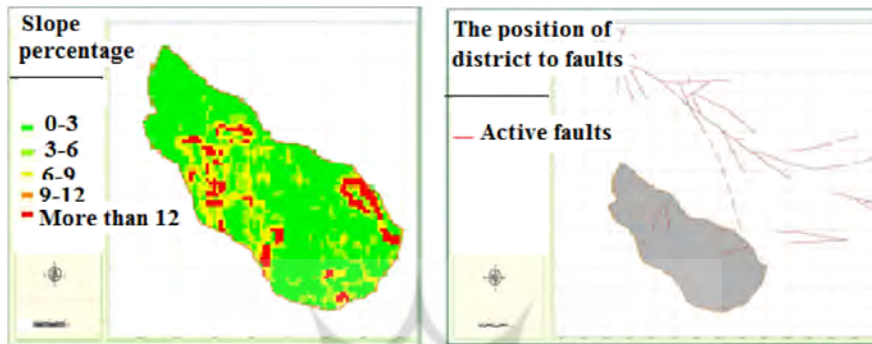 Slope
percentage
0-3
3-6
6-9
9-12
More than 12
The position of
district to faults
Active faults